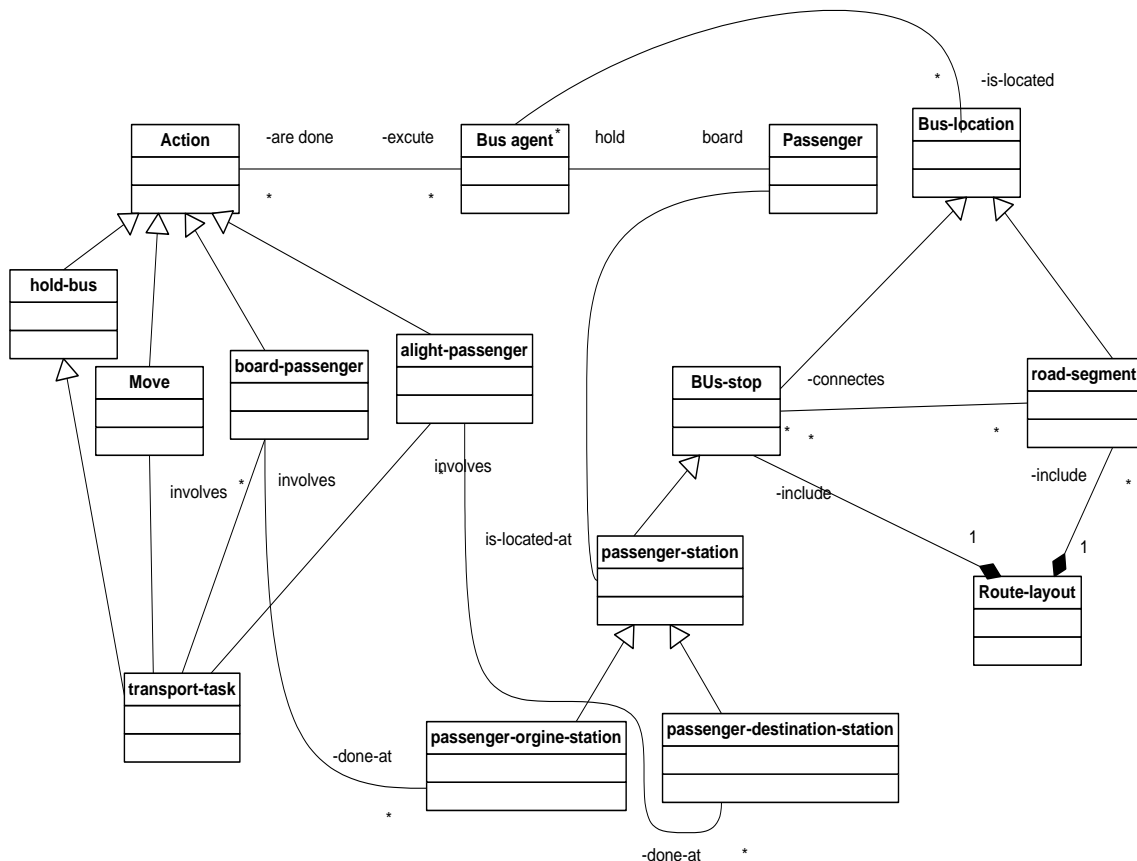 *
-is-located
Action
-are done
-excute
Bus agent
*
hold
board
Passenger
Bus-location
*
*
hold-bus
Move
board-passenger
alight-passenger
BUs-stop
-connectes
road-segment
*
*
*
involves
*
involves
involves
*
-include
-include
*
is-located-at
passenger-station
1
1
Route-layout
transport-task
passenger-orgine-station
passenger-destination-station
-done-at
*
-done-at
*